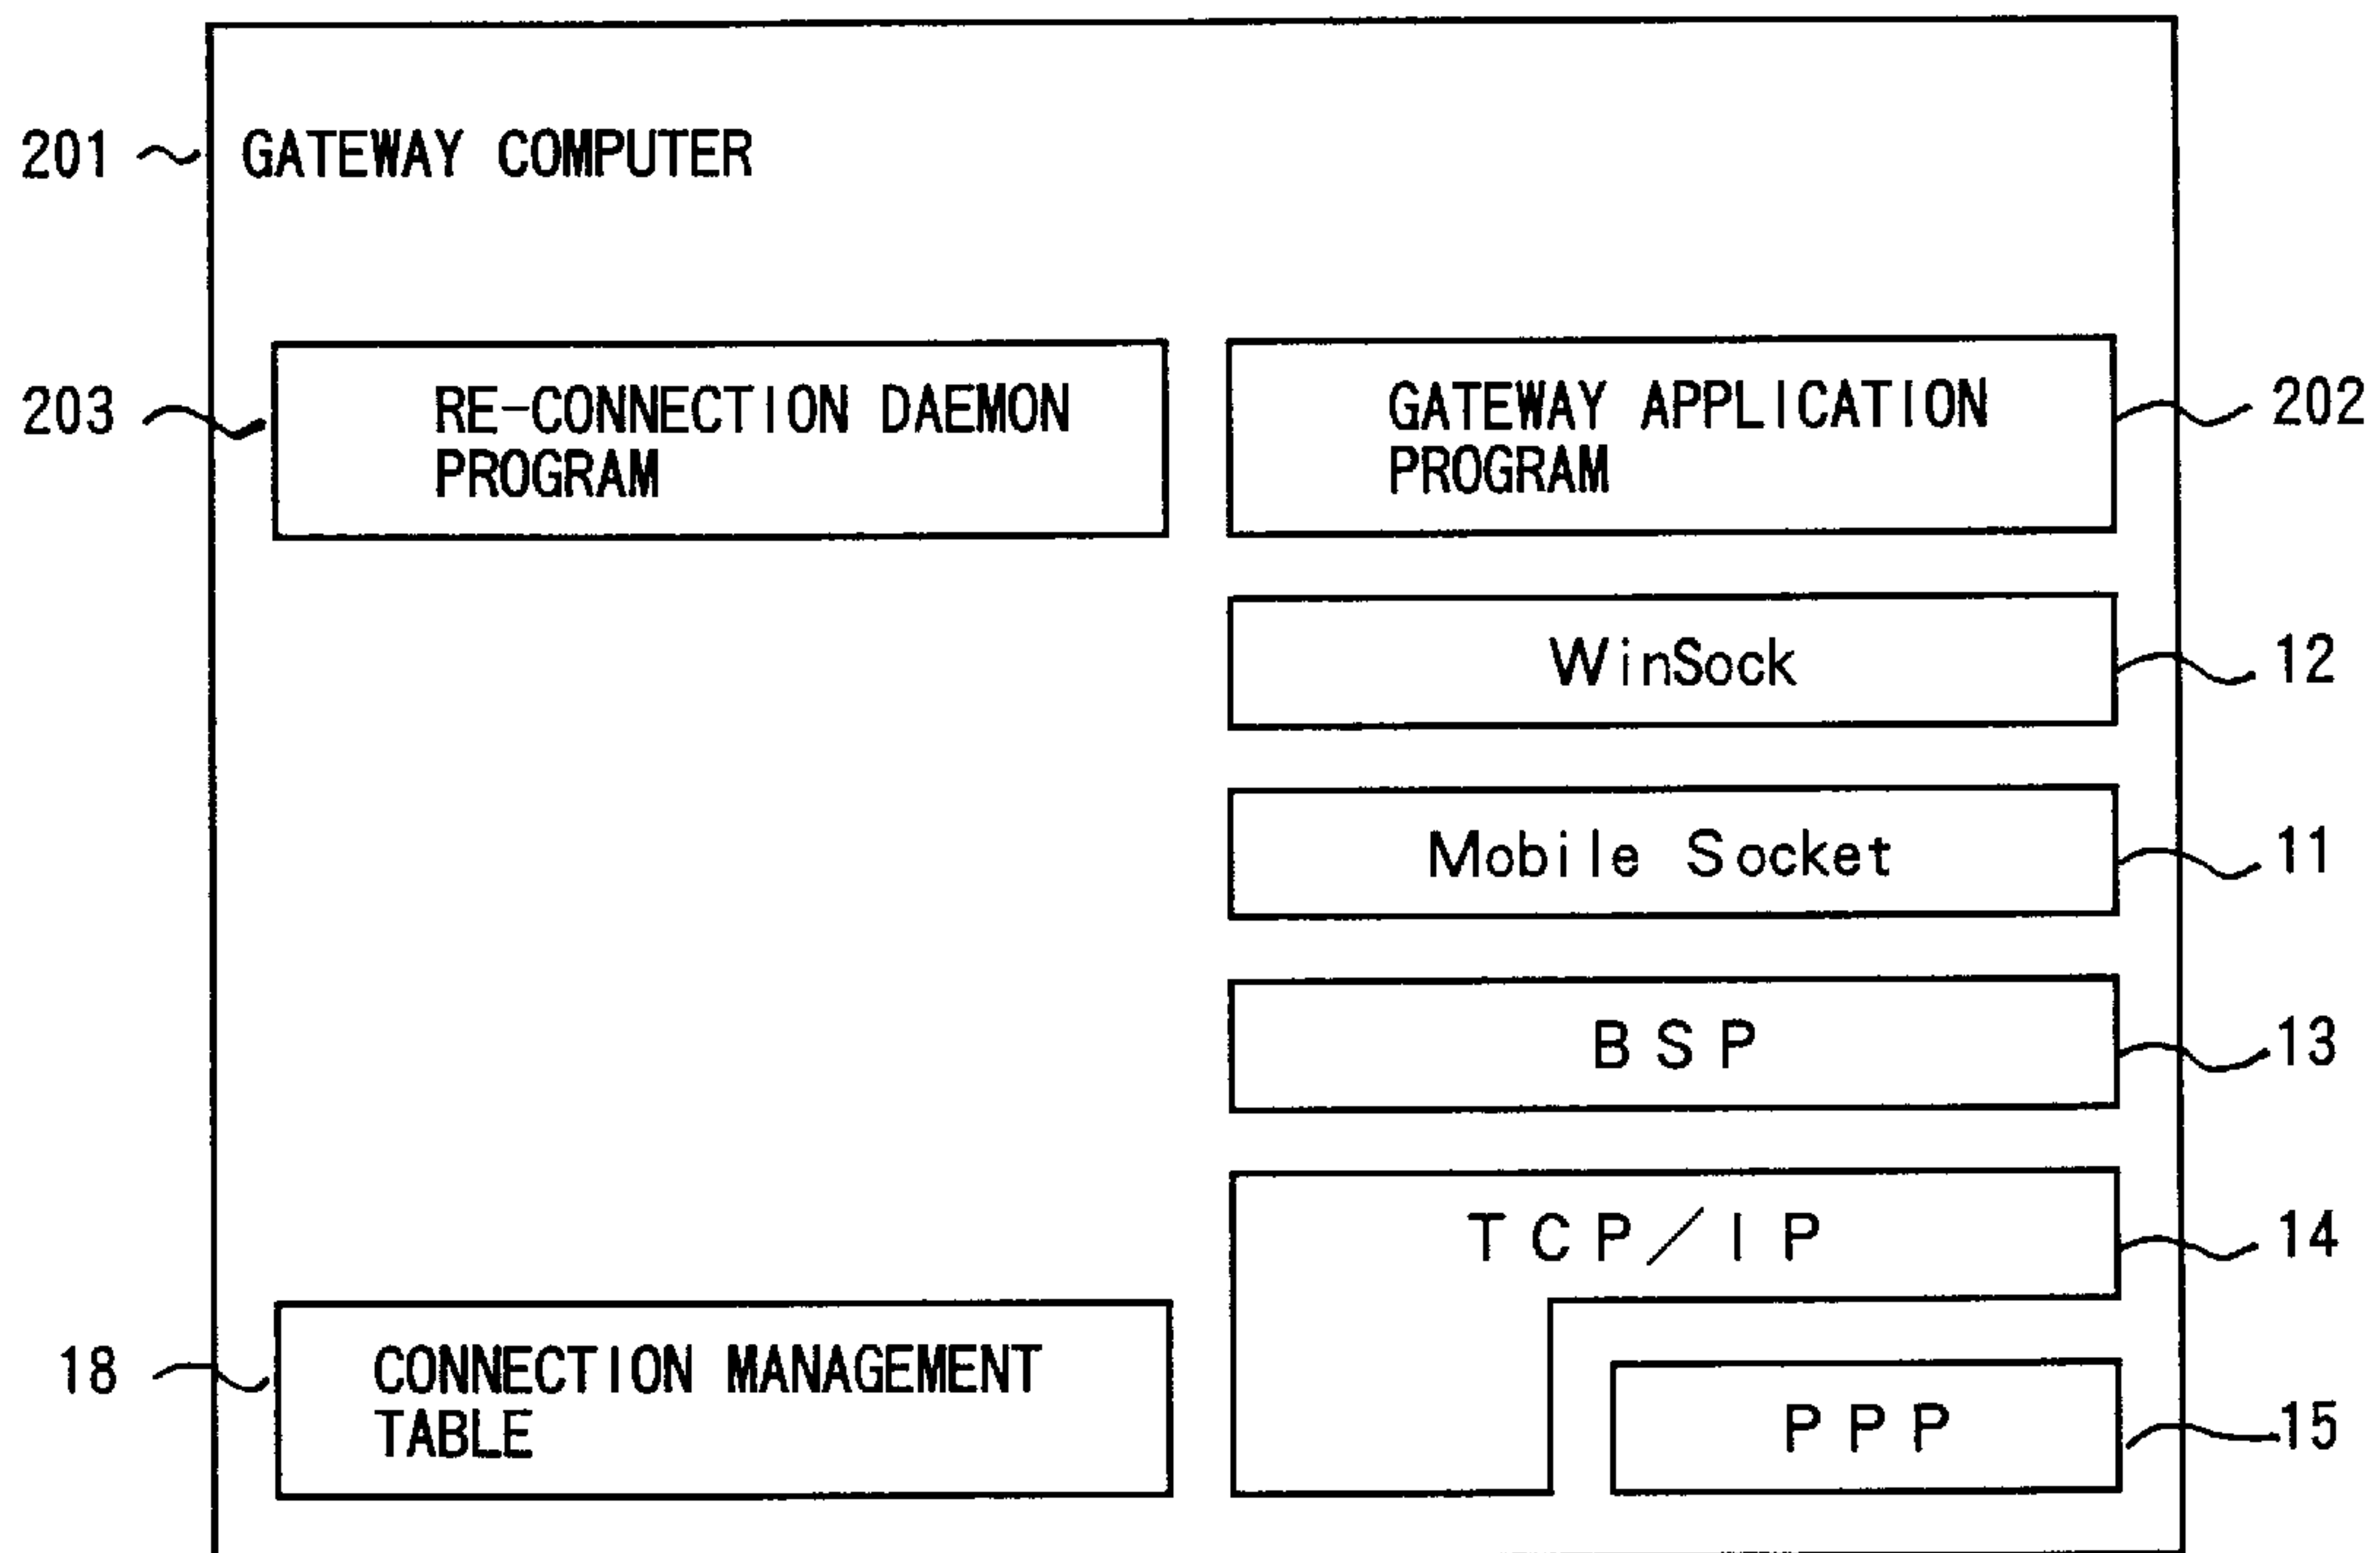 201 GATEWAY COMPUTER
203 RE-CONNECTION DAEMON
PROGRAM
GATEWAY APPLICATION
PROGRAM
202
WinSock 12
Mobile Socket 11
BSP 13
TCP/IP 14
18 CONNECTION MANAGEMENT
TABLE
PPP 15